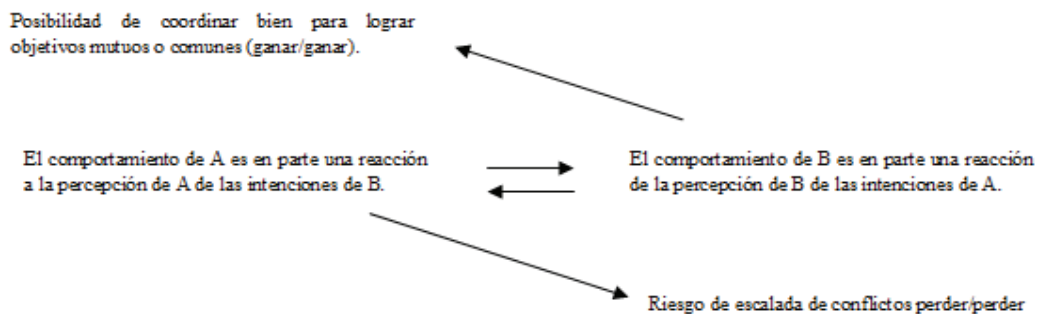 Posibilidad de coordinar bien para lograr
objetivos mutuos o comunes (ganar/ganar).
El comportamiento de A es en parte una reacción
a la percepción de A de las intenciones de B.
El comportamiento de B es en parte una reacción
de la percepción de B de las intenciones de A.
Riesgo de escalada de conflictos perder/perder